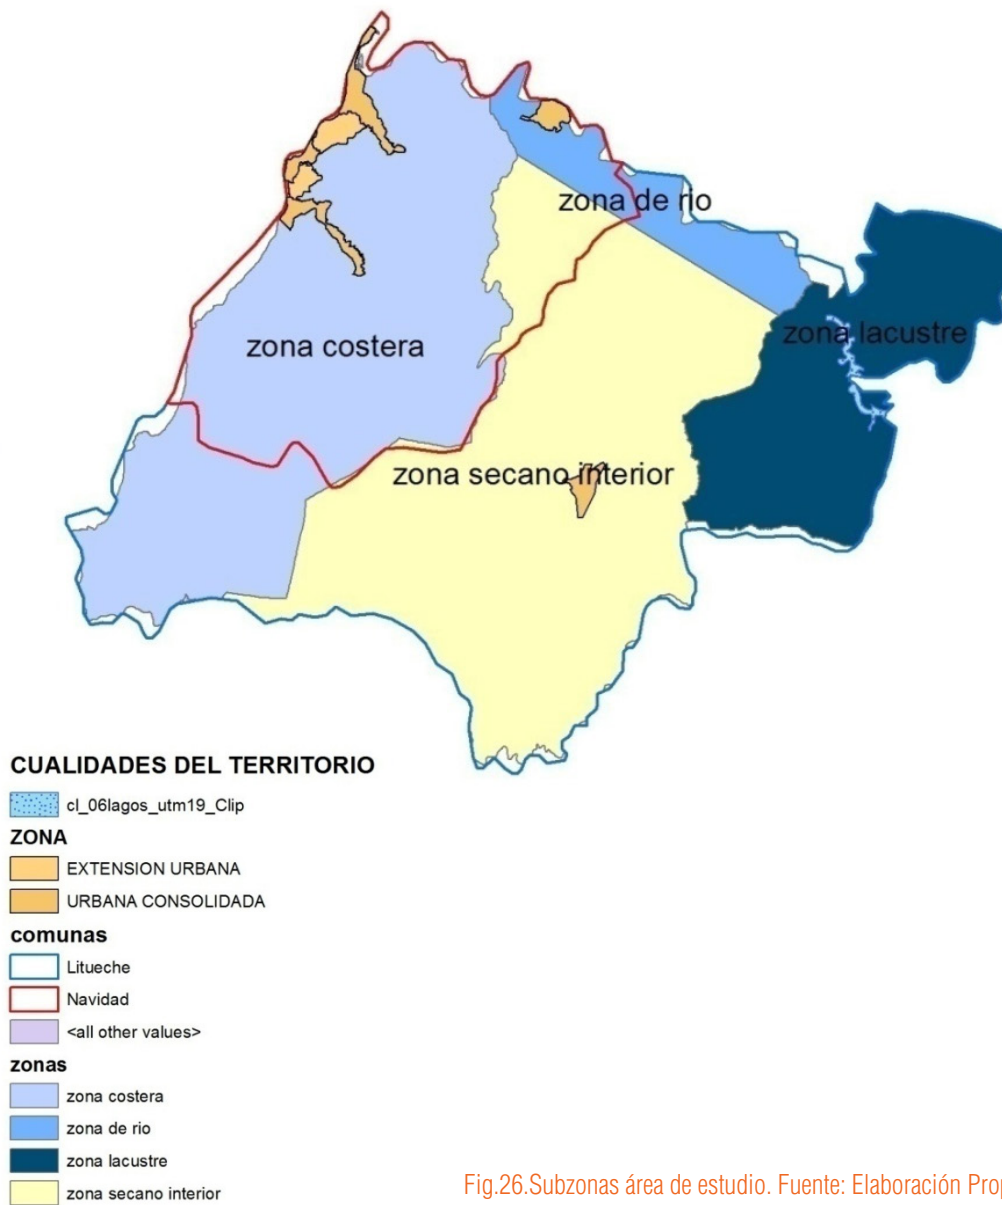 zona de rio
zona lacustre
zona costera
zona secano interior
CUALIDADES DEL TERRITORIO
cl_06lagos_utm19_Clip
ZONA
EXTENSION URBANA
URBANA CONSOLIDADA
comunas
Litueche
Navidad
<all other values>
zonas
zona costera
zona de rio
zona lacustre
zona secano interior
Fig.26.Subzonas área de estudio. Fuente: Elaboración Prop